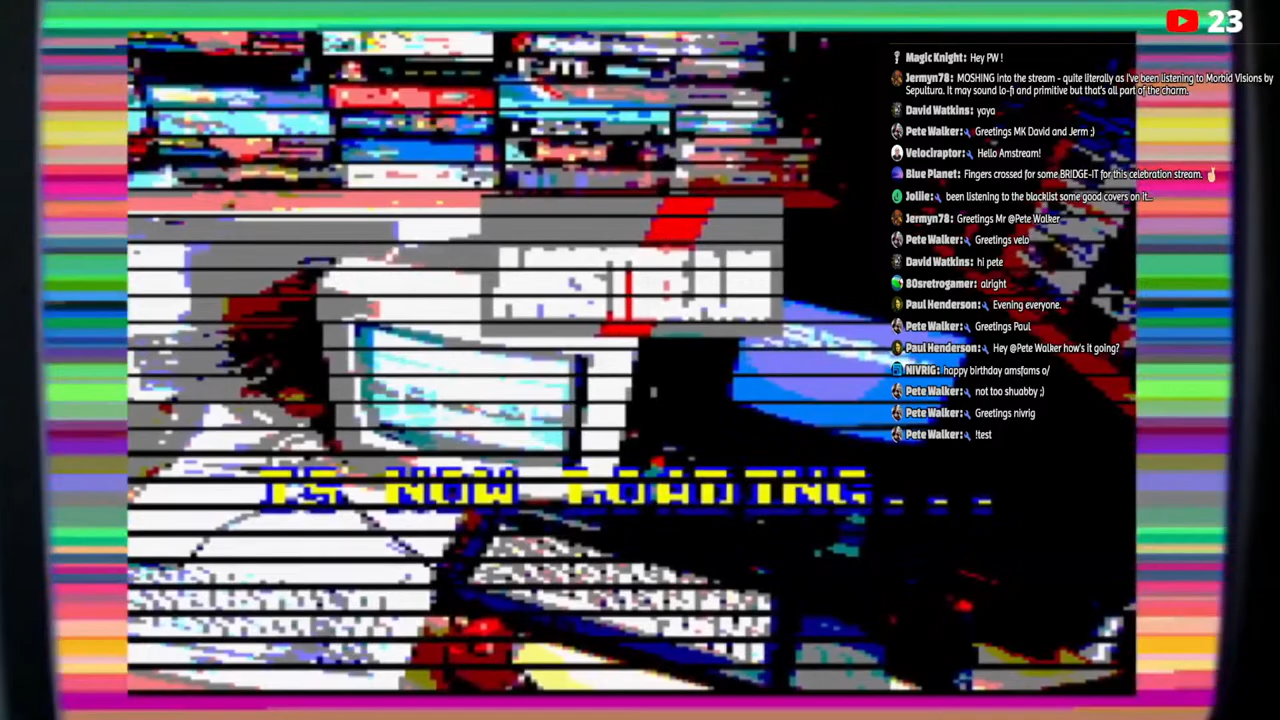 23
Magic Knight: Hey PW !
Jermyn78: MOSHING into the stream - quite literally as I've been listening to Morbid Visions by
Sepultura. It may sound lo-fi and primitive but that's all part of the charm.
David Watkins: yoyo
Pete Walker: Greetings MK David and Jerm ;)
Velociraptor: Hello Amstream!
Blue Planet: Fingers crossed for some BRIDGE-IT for this celebration stream.
Jollie: been listening to the blacklist some good covers on it...
Jermyn78: Greetings Mr @Pete Walker
Pete Walker: Greetings velo
David Watkins: hi pete
80sretrogamer: alright
Paul Henderson: Evening everyone.
Pete Walker: Greetings Paul
Paul Henderson: Hey @Pete Walker how's it going?
NIVRIG: happy birthday amsfams o/
Pete Walker: not too shuabby ;)
Pete Walker: Greetings nivrig
Pete Walker: !test
IS NOW LOADING...